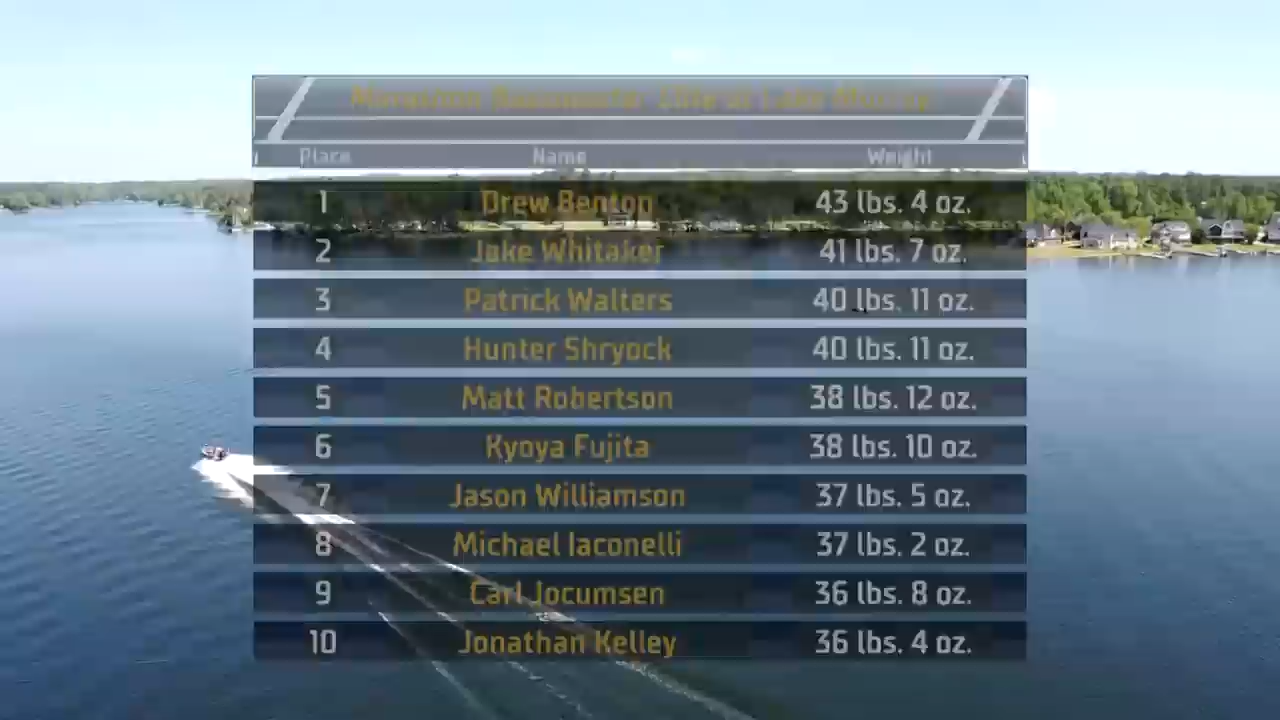 Lake Murray
Place Name Weight
1 Drew Benton 43 lbs. 4 oz.
2 Jake Whitaker 41 lbs. 7 oz.
3 Patrick Walters 40 lbs. 11 oz.
4 Hunter Shryock 40 lbs. 11 oz.
5 Matt Robertson 38 lbs. 12 oz.
6 Kyoya Fujita 38 lbs. 10 oz.
7 Jason Williamson 37 lbs. 5 oz.
8 Michael Iaconelli 37 lbs. 2 oz.
9 Carl Jocumsen 36 lbs. 8 oz.
10 Jonathan Kelley 36 lbs. 4 oz.